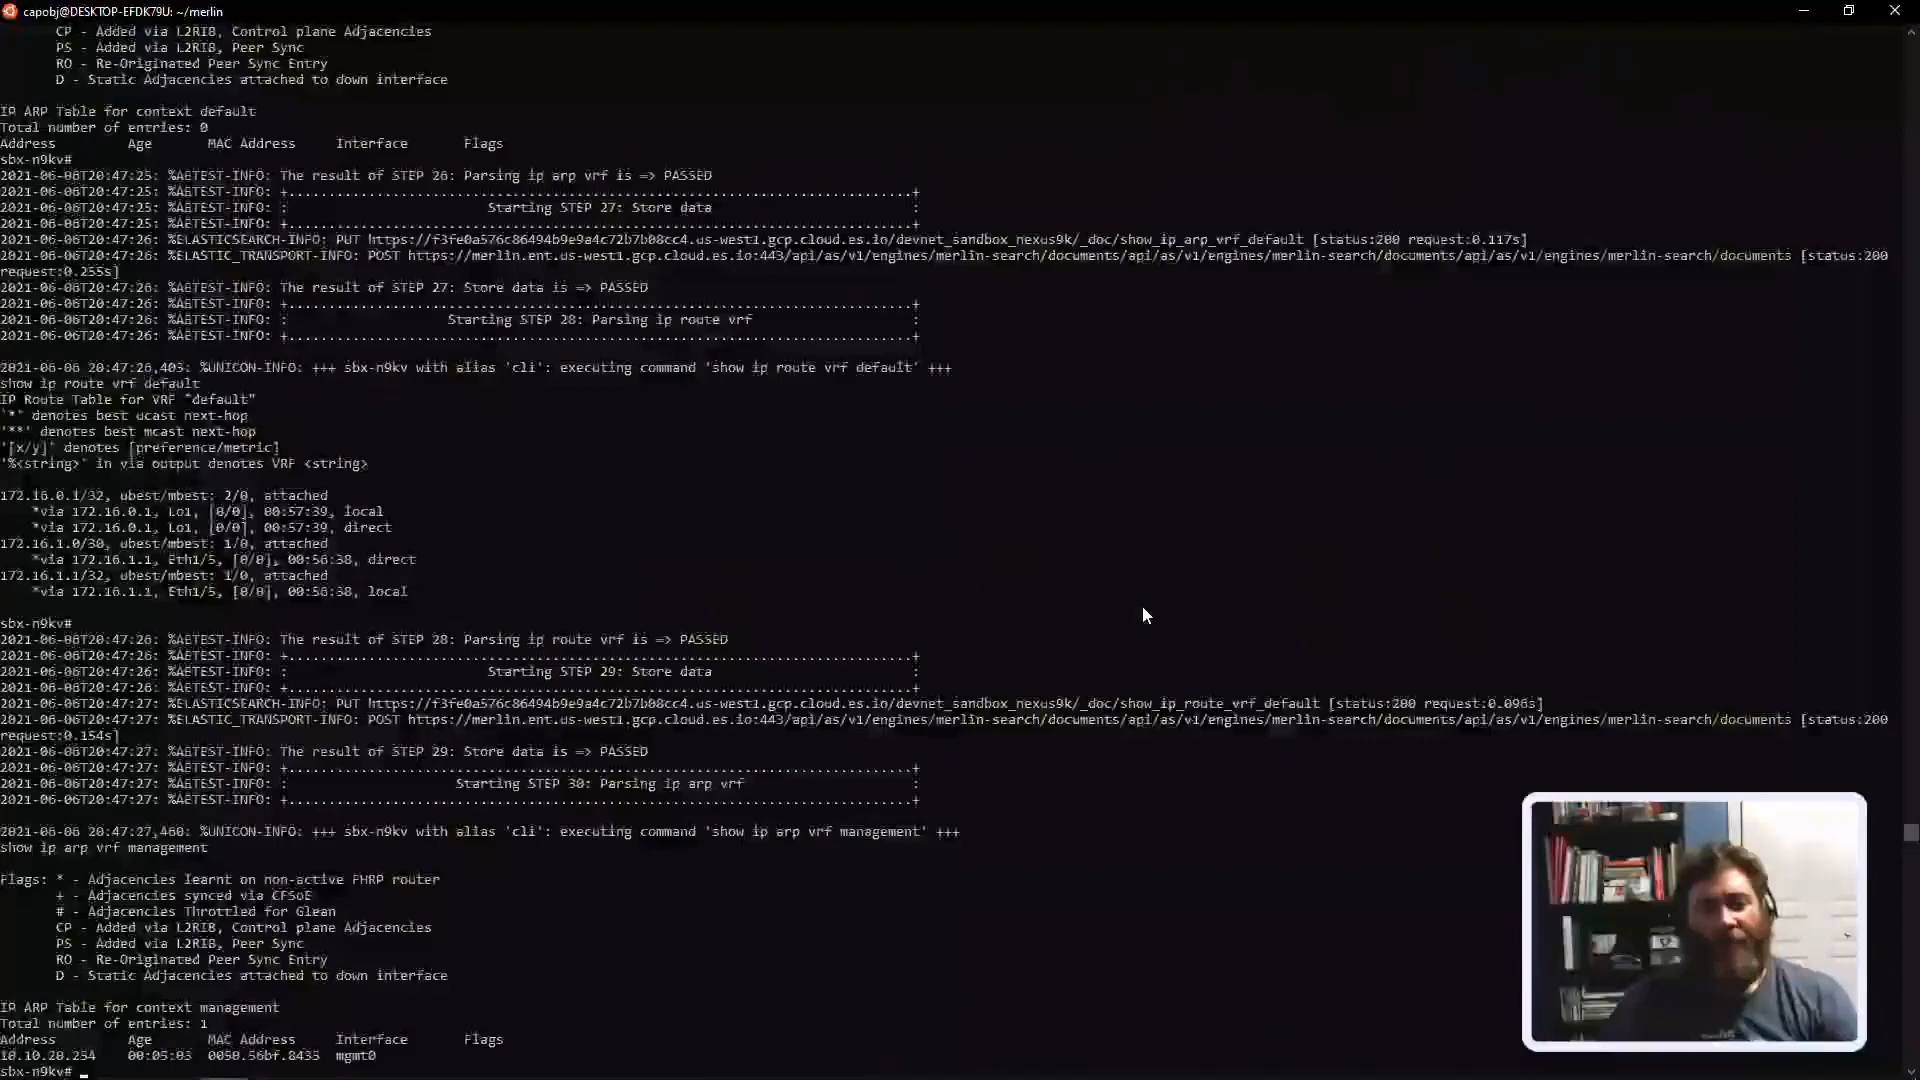 capobj@DESKTOP-EFDK79U: ~/merlin
CP - Added via L2RIB, Control plane Adjacencies
PS - Added via L2RIB, Peer Sync
RO - Re-Originated Peer Sync Entry
D - Static Adjacencies attached to down interface
IP ARP Table for context default
Total number of entries: 0
Address         Age       MAC Address     Interface       Flags
sbx-n9kv#
2021-06-06T20:47:25: %AETEST-INFO: The result of STEP 26: Parsing ip arp vrf is => PASSED
2021-06-06T20:47:25: %AETEST-INFO: +..............................................................................+
2021-06-06T20:47:25: %AETEST-INFO: :                         Starting STEP 27: Store data                         :
2021-06-06T20:47:25: %AETEST-INFO: +..............................................................................+
2021-06-06T20:47:26: %ELASTICSEARCH-INFO: PUT https://f3fe0a576c86494b9e9a4c72b7b08cc4.us-west1.gcp.cloud.es.io/devnet_sandbox_nexus9k/_doc/show_ip_arp_vrf_default [status:200 request:0.117s]
2021-06-06T20:47:26: %ELASTIC_TRANSPORT-INFO: POST https://merlin.ent.us-west1.gcp.cloud.es.io:443/api/as/v1/engines/merlin-search/documents/api/as/v1/engines/merlin-search/documents/api/as/v1/engines/merlin-search/documents [status:200
request:0.255s]
2021-06-06T20:47:26: %AETEST-INFO: The result of STEP 27: Store data is => PASSED
2021-06-06T20:47:26: %AETEST-INFO: +..............................................................................+
2021-06-06T20:47:26: %AETEST-INFO: :                    Starting STEP 28: Parsing ip route vrf                    :
2021-06-06T20:47:26: %AETEST-INFO: +..............................................................................+
2021-06-06 20:47:26,403: %UNICON-INFO: +++ sbx-n9kv with alias 'cli': executing command 'show ip route vrf default' +++
show ip route vrf default
IP Route Table for VRF "default"
'*' denotes best ucast next-hop
'**' denotes best mcast next-hop
'[x/y]' denotes [preference/metric]
'%<string>' in via output denotes VRF <string>
172.16.0.1/32, ubest/mbest: 2/0, attached
*via 172.16.0.1, Lo1, [0/0], 00:57:39, local
*via 172.16.0.1, Lo1, [0/0], 00:57:39, direct
172.16.1.0/30, ubest/mbest: 1/0, attached
*via 172.16.1.1, Eth1/5, [0/0], 00:56:38, direct
172.16.1.1/32, ubest/mbest: 1/0, attached
*via 172.16.1.1, Eth1/5, [0/0], 00:56:38, local
sbx-n9kv#
2021-06-06T20:47:26: %AETEST-INFO: The result of STEP 28: Parsing ip route vrf is => PASSED
2021-06-06T20:47:26: %AETEST-INFO: +..............................................................................+
2021-06-06T20:47:26: %AETEST-INFO: :                         Starting STEP 29: Store data                         :
2021-06-06T20:47:26: %AETEST-INFO: +..............................................................................+
2021-06-06T20:47:27: %ELASTICSEARCH-INFO: PUT https://f3fe0a576c86494b9e9a4c72b7b08cc4.us-west1.gcp.cloud.es.io/devnet_sandbox_nexus9k/_doc/show_ip_route_vrf_default [status:200 request:0.096s]
2021-06-06T20:47:27: %ELASTIC_TRANSPORT-INFO: POST https://merlin.ent.us-west1.gcp.cloud.es.io:443/api/as/v1/engines/merlin-search/documents/api/as/v1/engines/merlin-search/documents/api/as/v1/engines/merlin-search/documents [status:200
request:0.154s]
2021-06-06T20:47:27: %AETEST-INFO: The result of STEP 29: Store data is => PASSED
2021-06-06T20:47:27: %AETEST-INFO: +..............................................................................+
2021-06-06T20:47:27: %AETEST-INFO: :                     Starting STEP 30: Parsing ip arp vrf                     :
2021-06-06T20:47:27: %AETEST-INFO: +..............................................................................+
2021-06-06 20:47:27,460: %UNICON-INFO: +++ sbx-n9kv with alias 'cli': executing command 'show ip arp vrf management' +++
show ip arp vrf management
Flags: * - Adjacencies learnt on non-active FHRP router
+ - Adjacencies synced via CFSoE
# - Adjacencies Throttled for Glean
CP - Added via L2RIB, Control plane Adjacencies
PS - Added via L2RIB, Peer Sync
RO - Re-Originated Peer Sync Entry
D - Static Adjacencies attached to down interface
IP ARP Table for context management
Total number of entries: 1
Address         Age       MAC Address     Interface       Flags
10.10.20.254    00:05:03  0050.56bf.8435  mgmt0
sbx-n9kv#